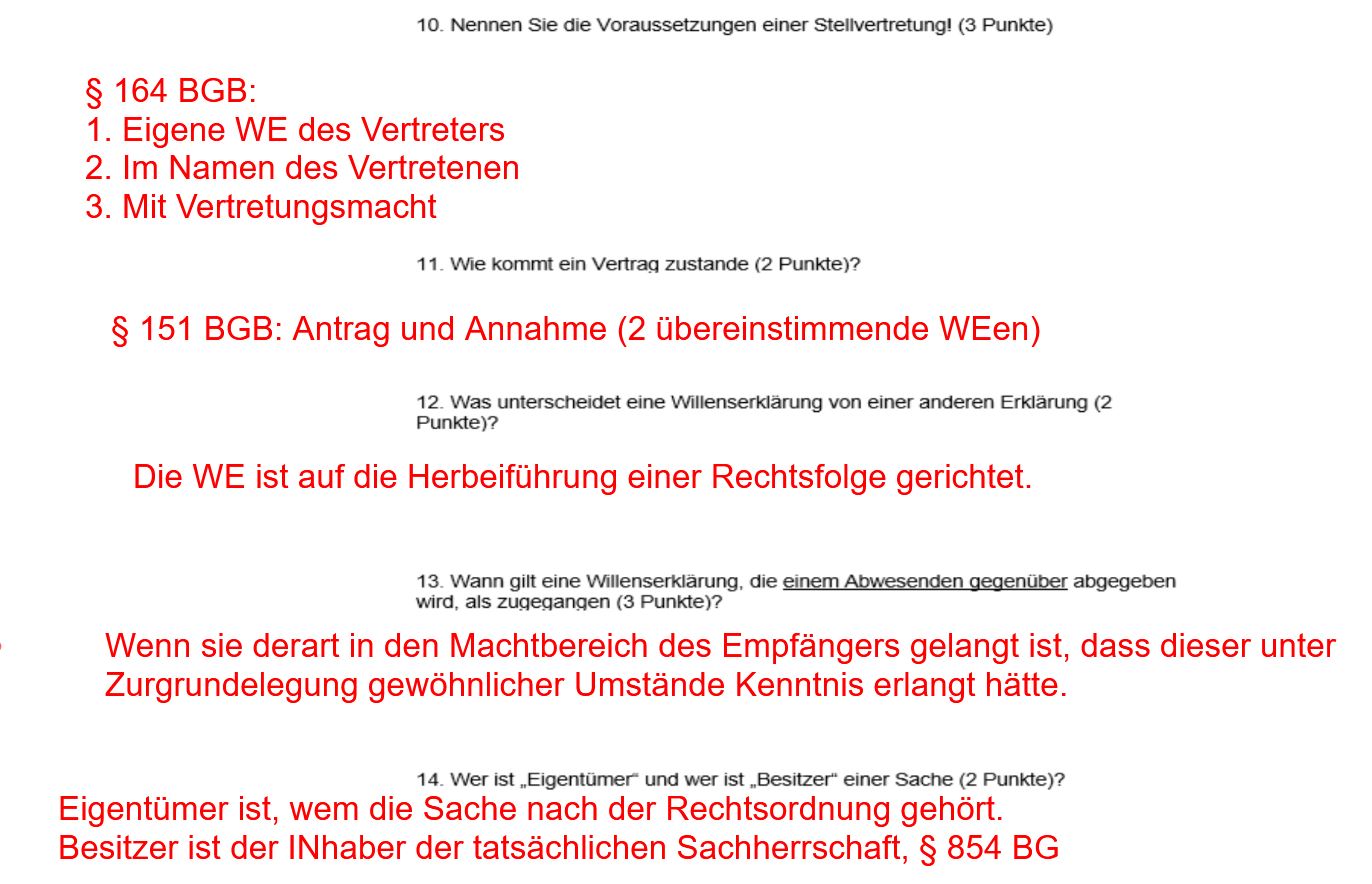 10. Nennen Sie die Voraussetzungen einer Stellvertretung! (3 Punkte)
§ 164 BGB:
1. Eigene WE des Vertreters
2. Im Namen des Vertretenen
3. Mit Vertretungsmacht
11. Wie kommt ein Vertrag zustande (2 Punkte)?
§ 151 BGB: Antrag und Annahme (2 übereinstimmende WEen)
12. Was unterscheidet eine Willenserklärung von einer anderen Erklärung (2
Punkte)?
Die WE ist auf die Herbeiführung einer Rechtsfolge gerichtet.
13. Wann gilt eine Willenserklärung, die einem Abwesenden gegenüber abgegeben
wird, als zugegangen (3 Punkte)?
Wenn sie derart in den Machtbereich des Empfängers gelangt ist, dass dieser unter
Zurgrundelegung gewöhnlicher Umstände Kenntnis erlangt hätte.
14. Wer ist „Eigentümer“ und wer ist „Besitzer“ einer Sache (2 Punkte)?
Eigentümer ist, wem die Sache nach der Rechtsordnung gehört.
Besitzer ist der INhaber der tatsächlichen Sachherrschaft, § 854 BG